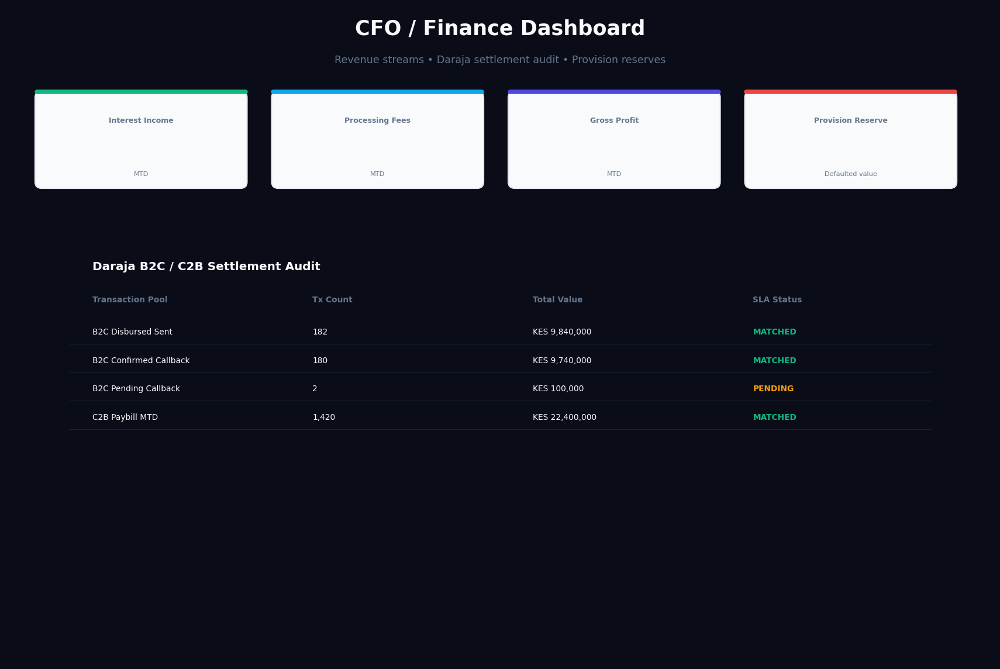 CFO / Finance Dashboard
Revenue streams • Daraja settlement audit • Provision reserves
Interest Income
Processing Fees
Gross Profit
Provision Reserve
MTD
MTD
MTD
Defaulted value
Daraja B2C / C2B Settlement Audit
Transaction Pool Tx Count Total Value SLA Status
B2C Disbursed Sent 182 KES 9,840,000 MATCHED
B2C Confirmed Callback 180 KES 9,740,000 MATCHED
B2C Pending Callback 2 KES 100,000 PENDING
C2B Paybill MTD 1,420 KES 22,400,000 MATCHED